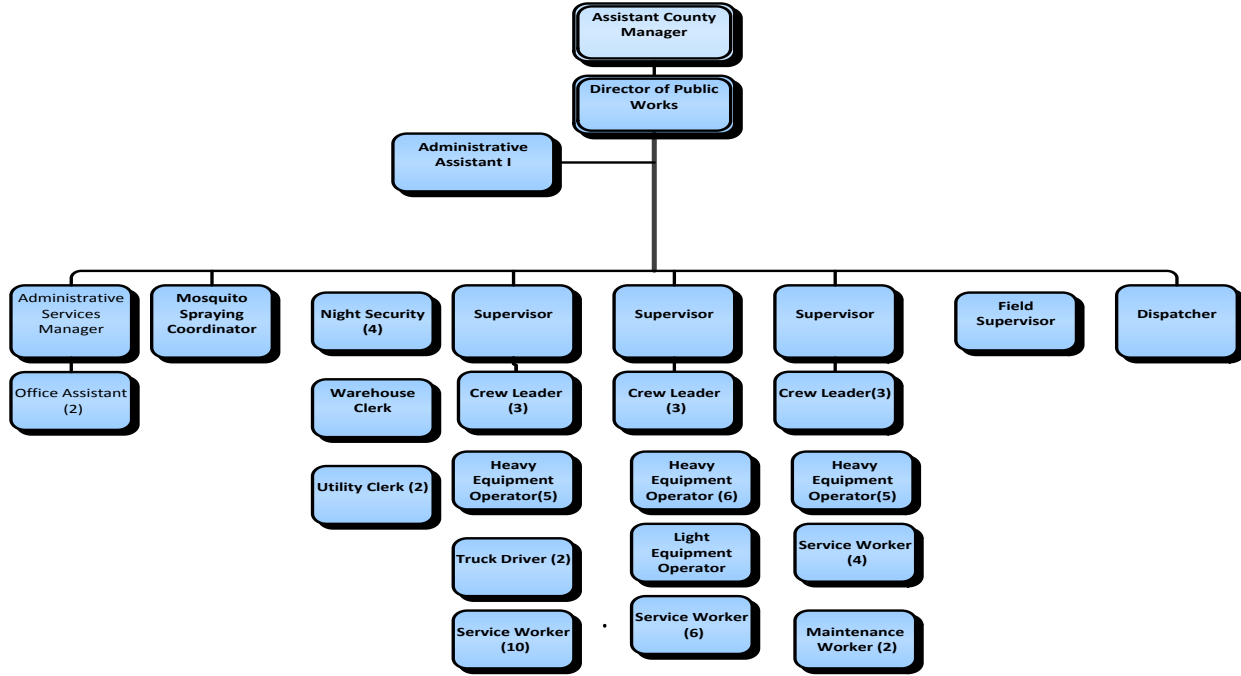 Assistant County
Manager
Director of Public
Works
Administrative
Assistant I
Administrative
Services
Manager
Mosquito
Spraying
Coordinator
Night Security
(4)
Supervisor
Supervisor
Supervisor
Field
Supervisor
Dispatcher
Office Assistant
(2)
Warehouse
Clerk
Crew Leader
(3)
Crew Leader
(3)
Crew Leader(3)
Utility Clerk (2)
Heavy
Equipment
Operator(5)
Heavy
Equipment
Operator (6)
Heavy
Equipment
Operator(5)
Truck Driver (2)
Light
Equipment
Operator
Service Worker
(4)
Service Worker
(10)
.
Service Worker
(6)
Maintenance
Worker (2)